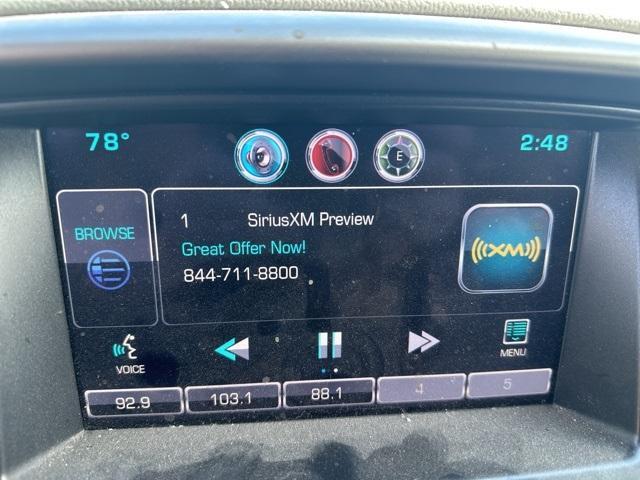 78° 2:48
E
BROWSE
1 SiriusXM Preview
Great Offer Now!
844-711-8800
((XM))
VOICE
MENU
92.9 103.1 88.1 4 5